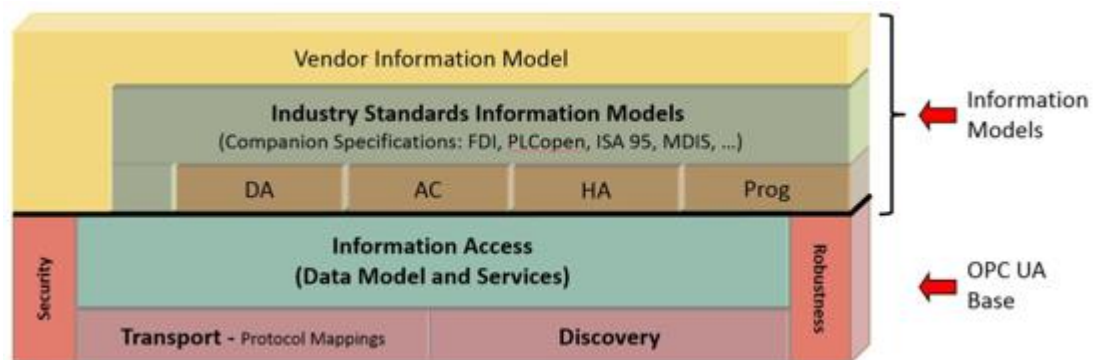 Vendor Information Model
Industry Standards Information Models
(Companion Specifications: FDI, PLCopen, ISA 95, MDIS, ...)
DA
AC
HA
Prog
Information
Models
Security
Information Access
(Data Model and Services)
Robustness
OPC UA
Base
Transport - Protocol Mappings
Discovery